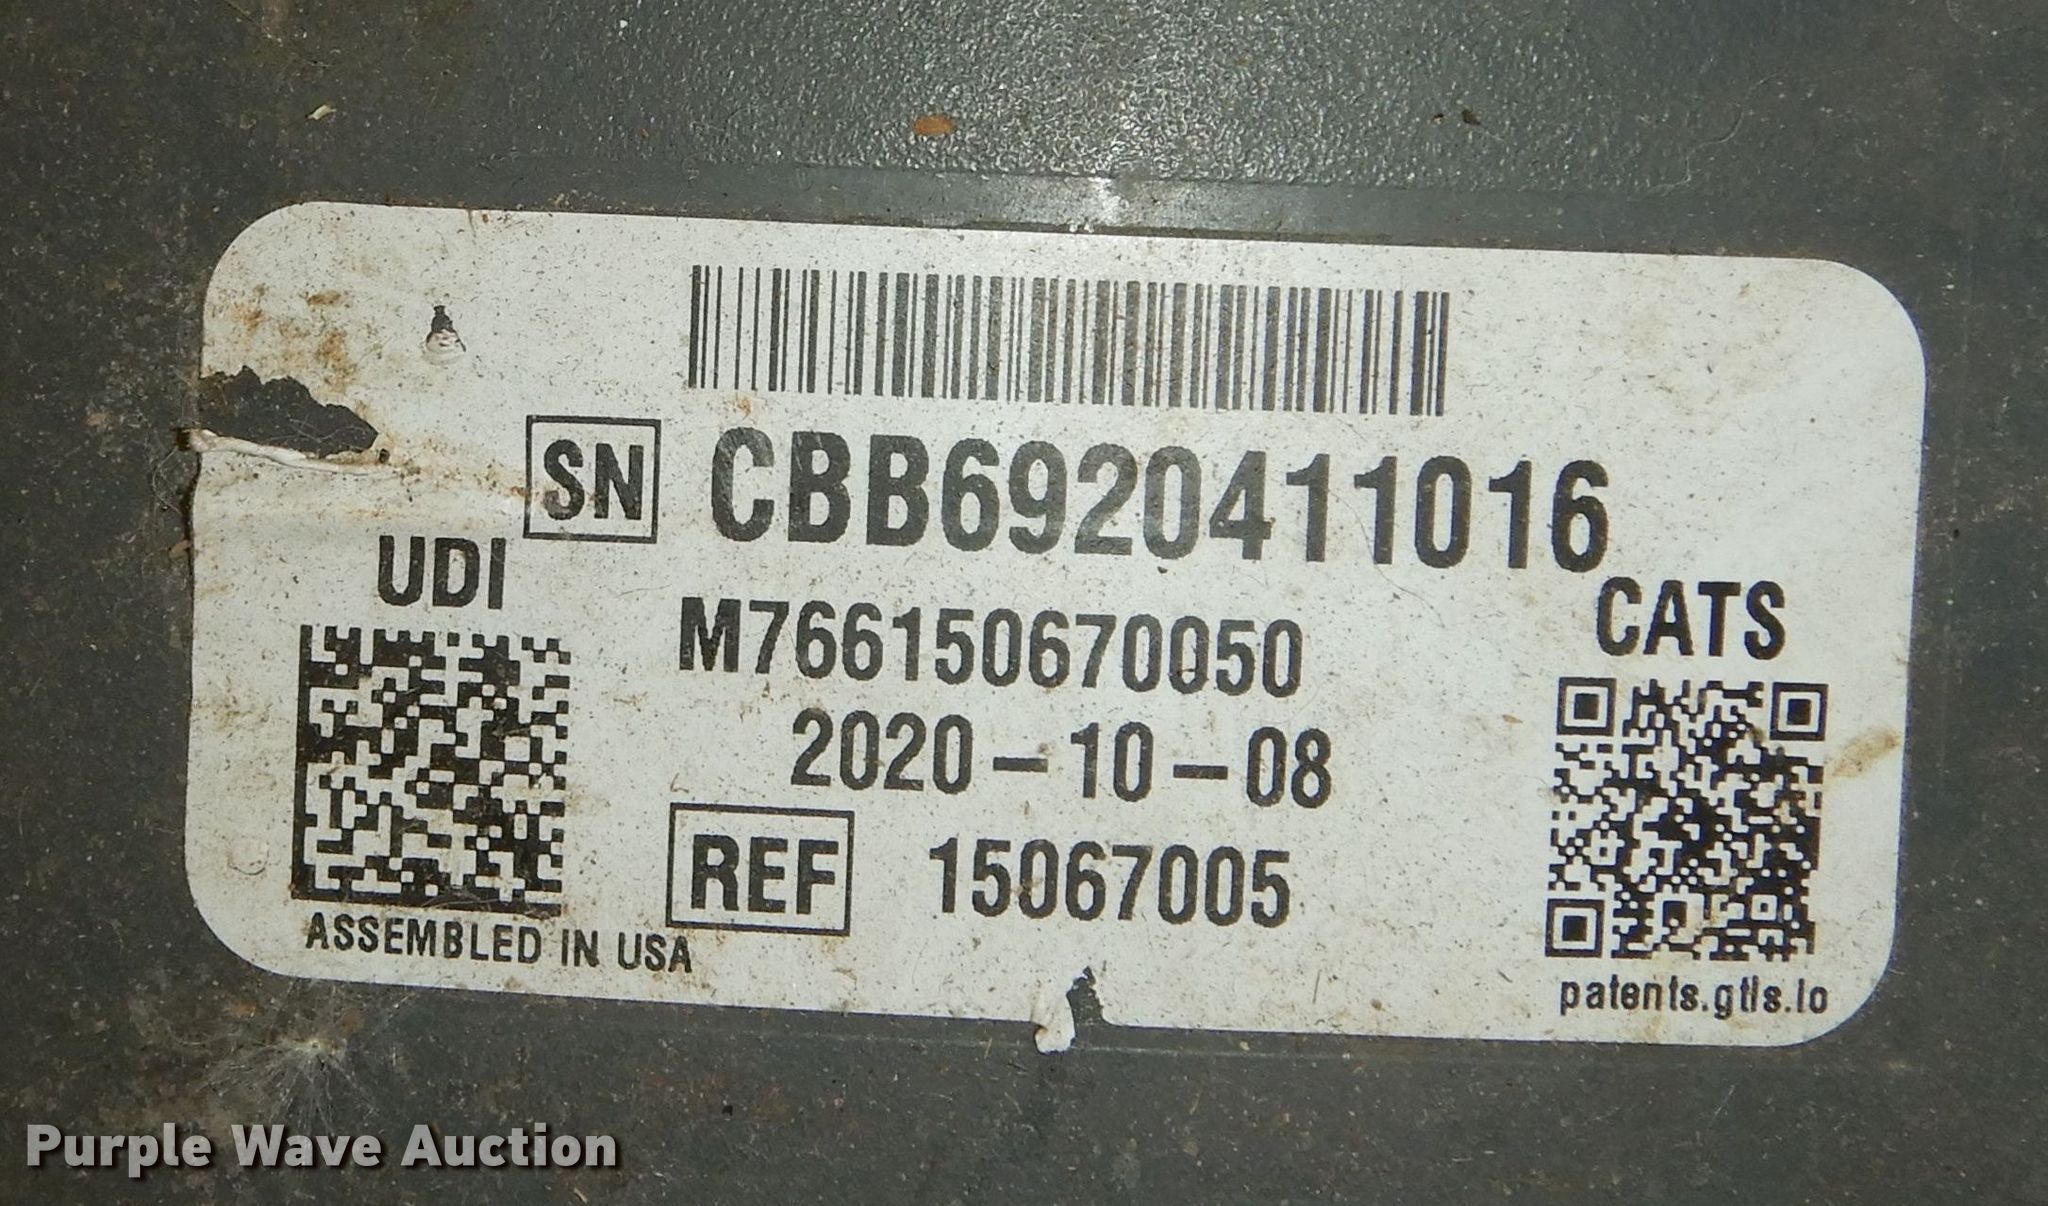 SN CBB6920411016
UDI
M766150670050
CATS
2020-10-08
REF 15067005
ASSEMBLED IN USA
patents.gtls.io
Purple Wave Auction